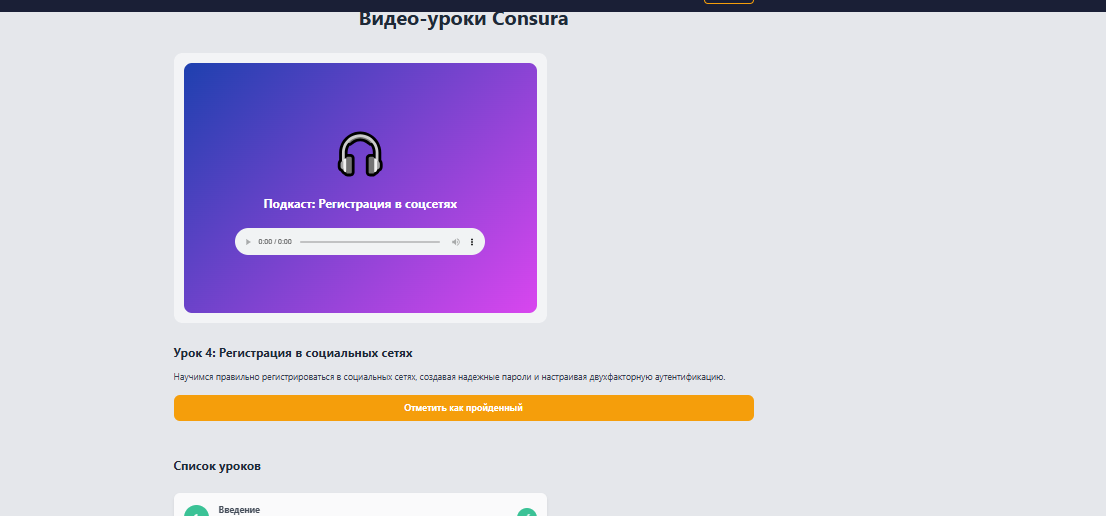 Видео-уроки Consura
Подкаст: Регистрация в соцсетях
0:00 / 0:00
Урок 4: Регистрация в социальных сетях
Научимся правильно регистрироваться в социальных сетях, создавая надежные пароли и настраивая двухфакторную аутентификацию.
Отметить как пройденный
Список уроков
Введение